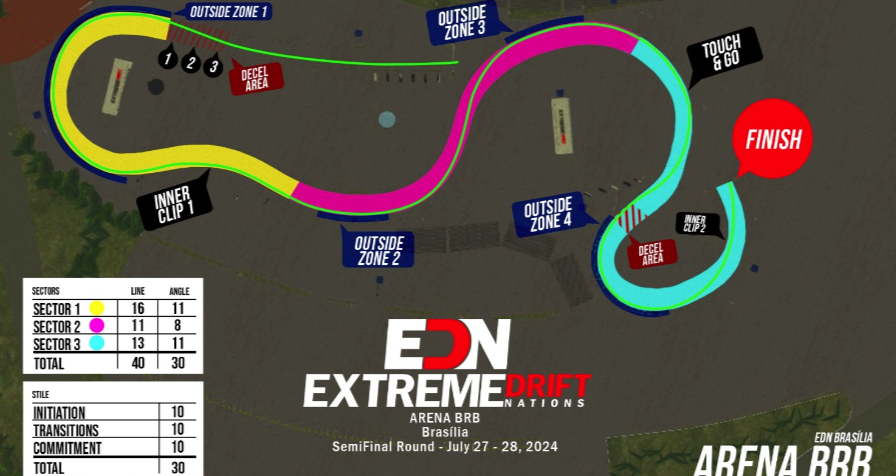 OUTSIDE ZONE 1
1
2
3
DECEL
AREA
EXTREME
INNER
CLIP 1
OUTSIDE
ZONE 2
OUTSIDE
ZONE 3
TOUCH
& GO
EXTREME
FINISH
OUTSIDE
ZONE 4
INNER
CLIP 2
DECEL
AREA
SECTORS LINE ANGLE
SECTOR 1 16 11
SECTOR 2 11 8
SECTOR 3 13 11
TOTAL 40 30
STILE
INITIATION 10
TRANSITIONS 10
COMMITMENT 10
TOTAL 30
EDN
EXTREME DRIFT
NATIONS
ARENA BRB
Brasília
SemiFinal Round - July 27 - 28, 2024
EDN BRASÍLIA
ARENA BRB